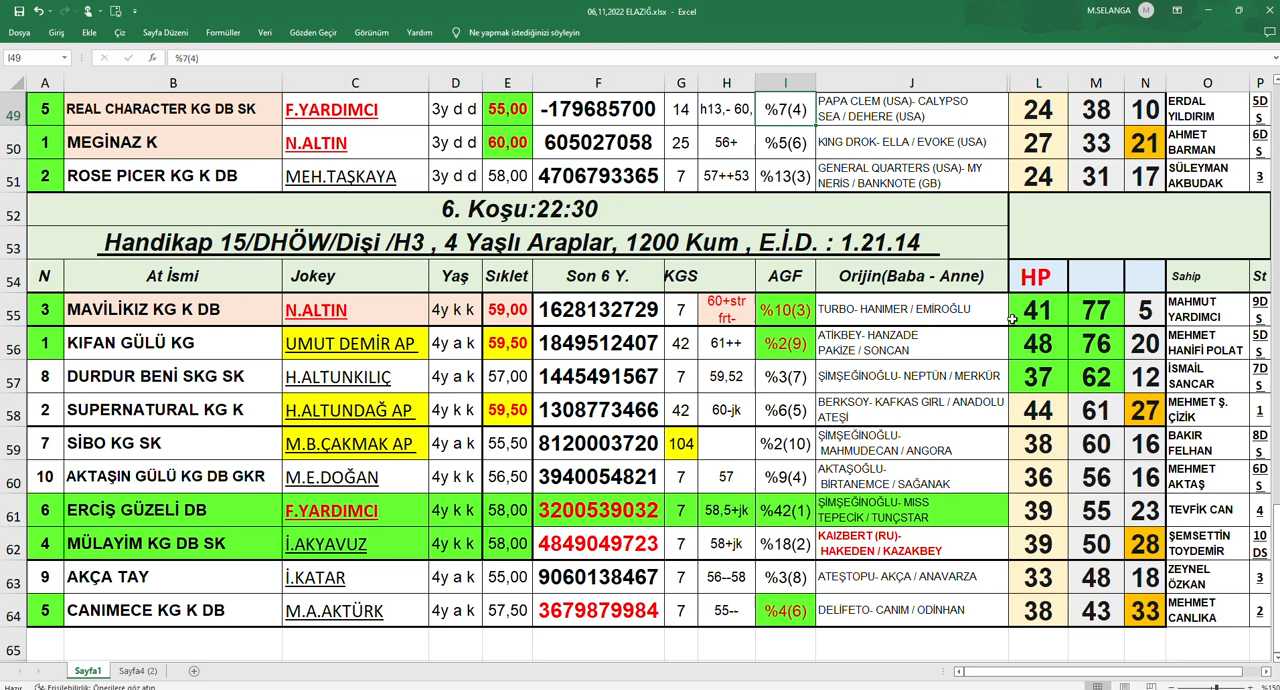 06,11,2022 ELAZIĞ.xlsx - Excel
M.SELANGA M
Dosya Giriş Ekle Çiz Sayfa Düzeni Formüller Veri Gözden Geçir Görünüm Yardım Ne yapmak istediğinizi söyleyin
I49 fx %7(4)
A B C D E F G H I J L M N O P
49 5 REAL CHARACTER KG DB SK F.YARDIMCI 3y d d 55,00 -179685700 14 h13,- 60, %7(4) PAPA CLEM (USA)- CALYPSO SEA / DEHERE (USA) 24 38 10 ERDAL YILDIRIM 5D S
50 1 MEGİNAZ K N.ALTIN 3y d d 60,00 605027058 25 56+ %5(6) KING DROK- ELLA / EVOKE (USA) 27 33 21 AHMET BARMAN 6D S
51 2 ROSE PICER KG K DB MEH.TAŞKAYA 3y d d 58,00 4706793365 7 57++53 %13(3) GENERAL QUARTERS (USA)- MY NERİS / BANKNOTE (GB) 24 31 17 SÜLEYMAN AKBUDAK 3
52 6. Koşu:22:30
53 Handikap 15/DHÖW/Dişi /H3 , 4 Yaşlı Araplar, 1200 Kum , E.İ.D. : 1.21.14
54 N At İsmi Jokey Yaş Sıklet Son 6 Y. KGS AGF Orijin(Baba - Anne) HP Sahip St
55 3 MAVİLİKIZ KG K DB N.ALTIN 4y k k 59,00 1628132729 7 60+str frt- %10(3) TURBO- HANIMER / EMİROĞLU 41 77 5 MAHMUT YARDIMCI 9D S
56 1 KIFAN GÜLÜ KG UMUT DEMİR AP 4y a k 59,50 1849512407 42 61++ %2(9) ATİKBEY- HANZADE PAKİZE / SONCAN 48 76 20 MEHMET HANİFİ POLAT 5D S
57 8 DURDUR BENİ SKG SK H.ALTUNKILIÇ 4y a k 57,00 1445491567 7 59,52 %3(7) ŞİMŞEĞİNOĞLU- NEPTÜN / MERKÜR 37 62 12 İSMAİL SANCAR 7D S
58 2 SUPERNATURAL KG K H.ALTUNDAĞ AP 4y k k 59,50 1308773466 42 60-jk %6(5) BERKSOY- KAFKAS GIRL / ANADOLU ATEŞİ 44 61 27 MEHMET Ş. ÇİZİK 1
59 7 SİBO KG SK M.B.ÇAKMAK AP 4y a k 55,50 8120003720 104 %2(10) ŞİMŞEĞİNOĞLU- MAHMUDECAN / ANGORA 38 60 16 BAKIR FELHAN 8D S
60 10 AKTAŞIN GÜLÜ KG DB GKR M.E.DOĞAN 4y k k 56,50 3940054821 7 57 %9(4) AKTAŞOĞLU- BİRTANEMCE / SAĞANAK 36 56 16 MEHMET AKTAŞ 6D S
61 6 ERCİŞ GÜZELİ DB F.YARDIMCI 4y k k 58,00 3200539032 7 58,5+jk %42(1) ŞİMŞEĞİNOĞLU- MISS TEPECİK / TUNÇSTAR 39 55 23 TEVFİK CAN 4
62 4 MÜLAYİM KG DB SK İ.AKYAVUZ 4y k k 58,00 4849049723 7 58+jk %18(2) KAIZBERT (RU)- HAKEDEN / KAZAKBEY 39 50 28 ŞEMSETTİN TOYDEMİR 10 DS
63 9 AKÇA TAY İ.KATAR 4y a k 55,00 9060138467 7 56--58 %3(8) ATEŞTOPU- AKÇA / ANAVARZA 33 48 18 ZEYNEL ÖZKAN 3
64 5 CANIMECE KG K DB M.A.AKTÜRK 4y a k 57,50 3679879984 7 55-- %4(6) DELİFETO- CANIM / ODİNHAN 38 43 33 MEHMET CANLIKA 2
65
Sayfa1 Sayfa4 (2)
Hazır Erişilebilirlik: Önerilere göz atın %150